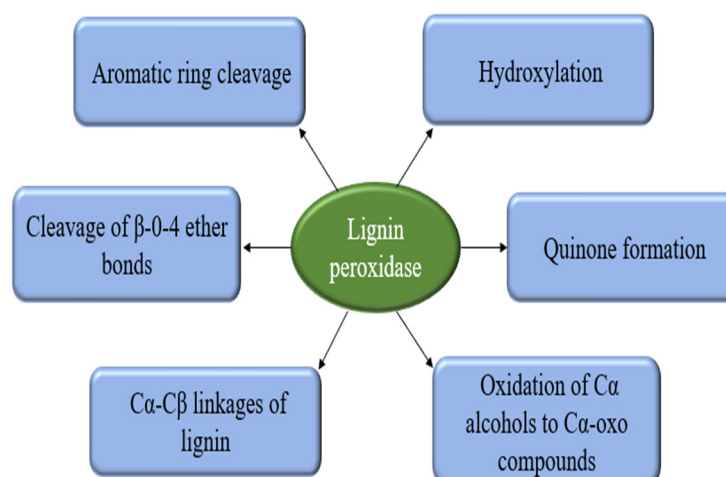 Aromatic ring cleavage
Hydroxylation
Cleavage of β-0-4 ether
bonds
Lignin
peroxidase
Quinone formation
Cα-Cβ linkages of
lignin
Oxidation of Cα
alcohols to Cα-oxo
compounds